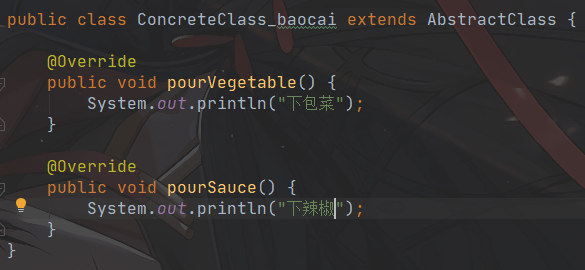 public class ConcreteClass_baocai extends AbstractClass {
@Override
public void pourVegetable() {
System.out.println("下包菜");
}
@Override
public void pourSauce() {
System.out.println("下辣椒");
}
}